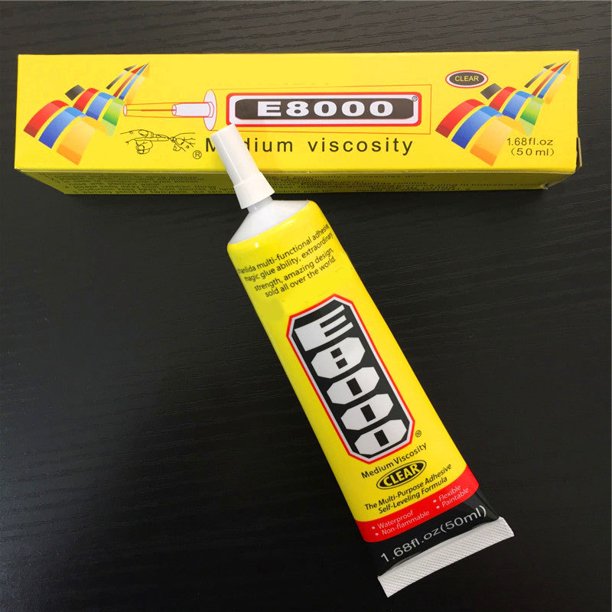 CLEAR
E8000
®
Medium viscosity
1.68fl.oz
(50ml)
®
multi-functional adhesive,
magic glue ability, extraordinary
strength, amazing design,
sold all over the world.
E8000
®
Medium Viscosity
CLEAR
The Multi-Purpose Adhesive
Self-Leveling Formula
• Waterproof • Flexible
• Non-flammable • Paintable
1.68fl.oz(50ml)